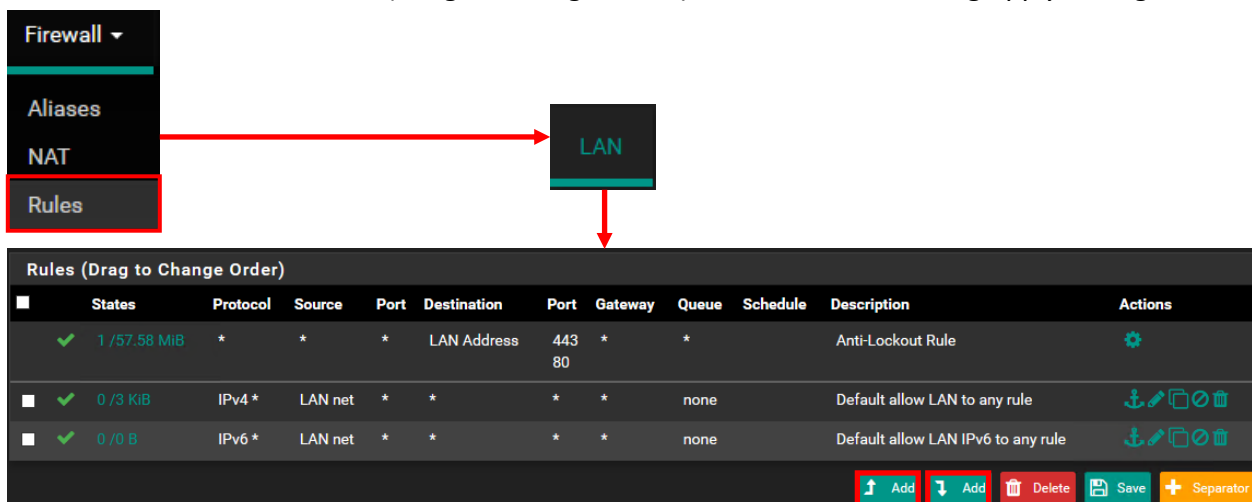 Firewall
Aliases
NAT
Rules
LAN
Rules (Drag to Change Order)
States Protocol Source Port Destination Port Gateway Queue Schedule Description Actions
1 /57.58 MiB * * * LAN Address 443 * * Anti-Lockout Rule
80
0 /3 KiB IPv4 * LAN net * * * * none Default allow LAN to any rule
0 /0 B IPv6 * LAN net * * * * none Default allow LAN IPv6 to any rule
Add Add Delete Save Separator